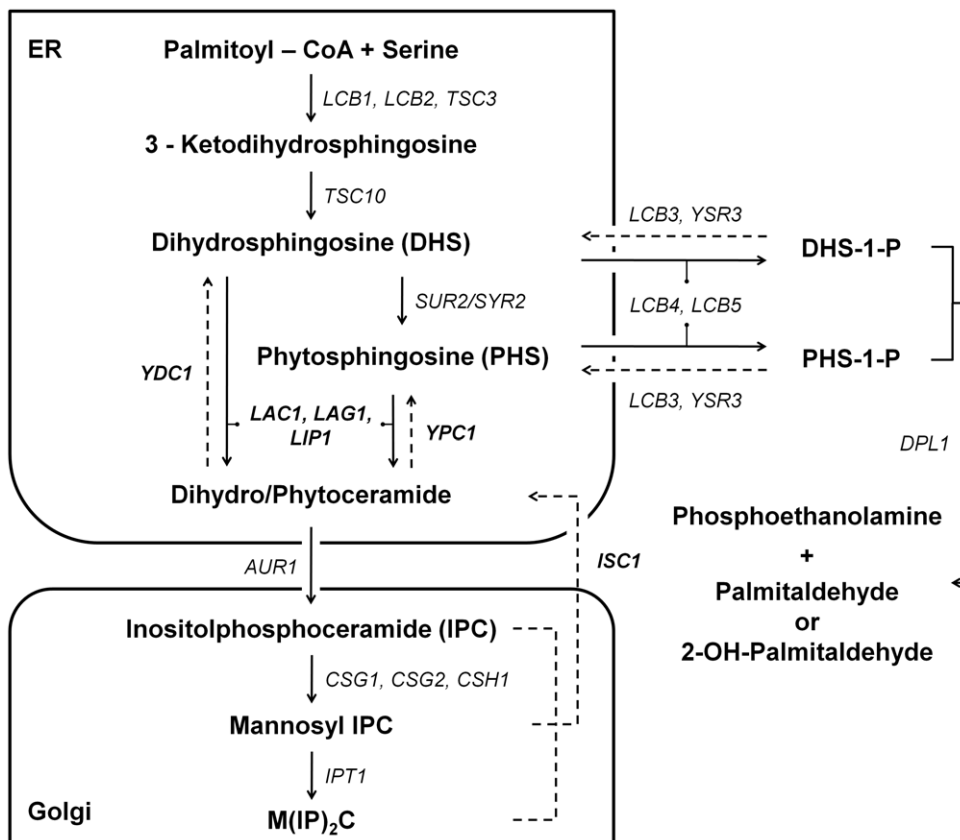 ER
Palmitoyl – CoA + Serine
LCB1, LCB2, TSC3
3 - Ketodihydrosphingosine
TSC10
LCB3, YSR3
Dihydrosphingosine (DHS)
DHS-1-P
SUR2/SYR2
LCB4, LCB5
Phytosphingosine (PHS)
PHS-1-P
YDC1
LCB3, YSR3
LAC1, LAG1,
LIP1
YPC1
DPL1
Dihydro/Phytoceramide
Phosphoethanolamine
+
Palmitaldehyde
or
2-OH-Palmitaldehyde
AUR1
ISC1
Inositolphosphoceramide (IPC)
CSG1, CSG2, CSH1
Mannosyl IPC
IPT1
Golgi
M(IP)₂C